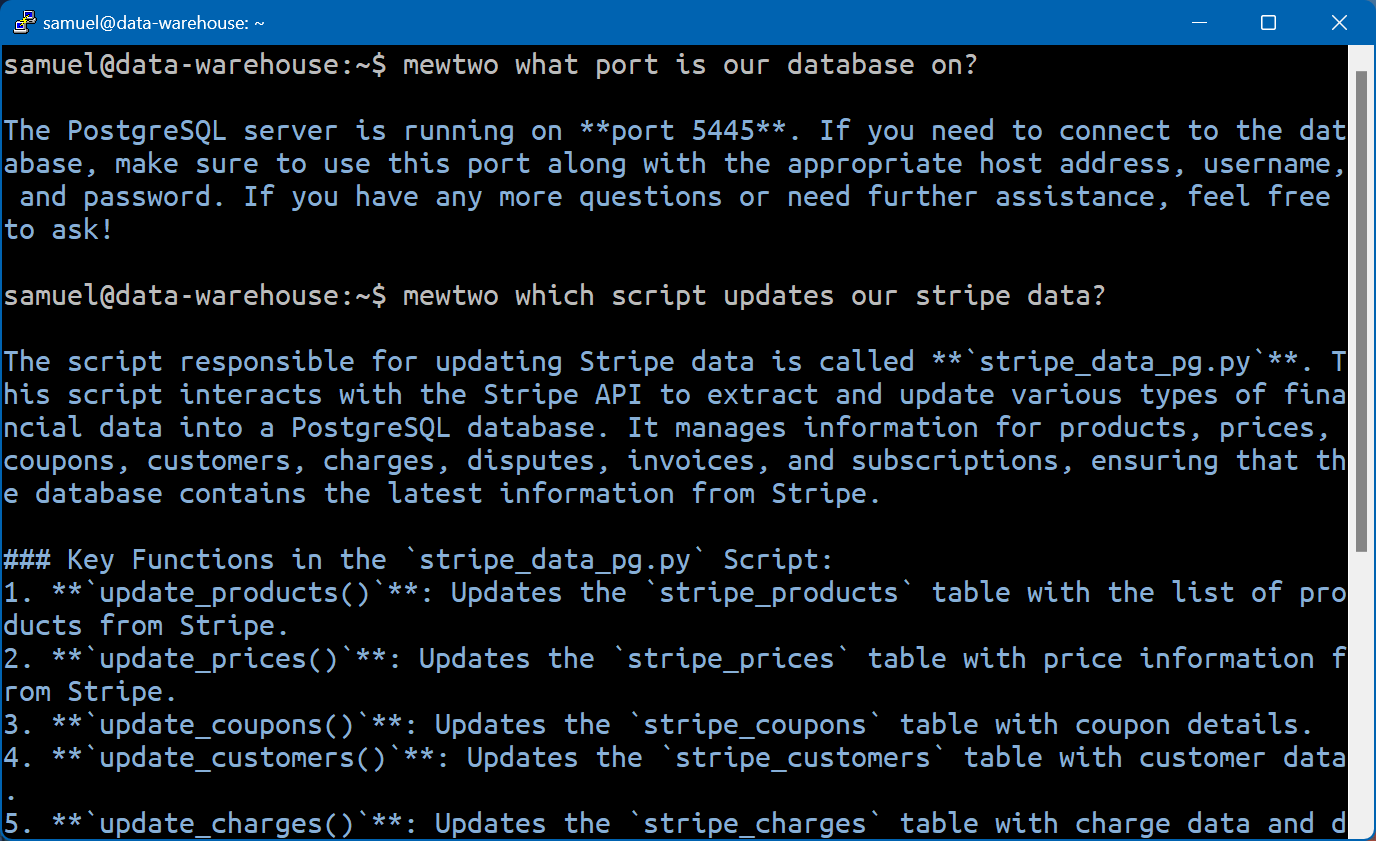 samuel@data-warehouse: ~
samuel@data-warehouse:~$ mewtwo what port is our database on?
The PostgreSQL server is running on **port 5445**. If you need to connect to the dat
abase, make sure to use this port along with the appropriate host address, username,
 and password. If you have any more questions or need further assistance, feel free
to ask!
samuel@data-warehouse:~$ mewtwo which script updates our stripe data?
The script responsible for updating Stripe data is called **`stripe_data_pg.py`**. T
his script interacts with the Stripe API to extract and update various types of fina
ncial data into a PostgreSQL database. It manages information for products, prices,
coupons, customers, charges, disputes, invoices, and subscriptions, ensuring that th
e database contains the latest information from Stripe.
### Key Functions in the `stripe_data_pg.py` Script:
1. **`update_products()`**: Updates the `stripe_products` table with the list of pro
ducts from Stripe.
2. **`update_prices()`**: Updates the `stripe_prices` table with price information f
rom Stripe.
3. **`update_coupons()`**: Updates the `stripe_coupons` table with coupon details.
4. **`update_customers()`**: Updates the `stripe_customers` table with customer data
.
5. **`update_charges()`**: Updates the `stripe_charges` table with charge data and d